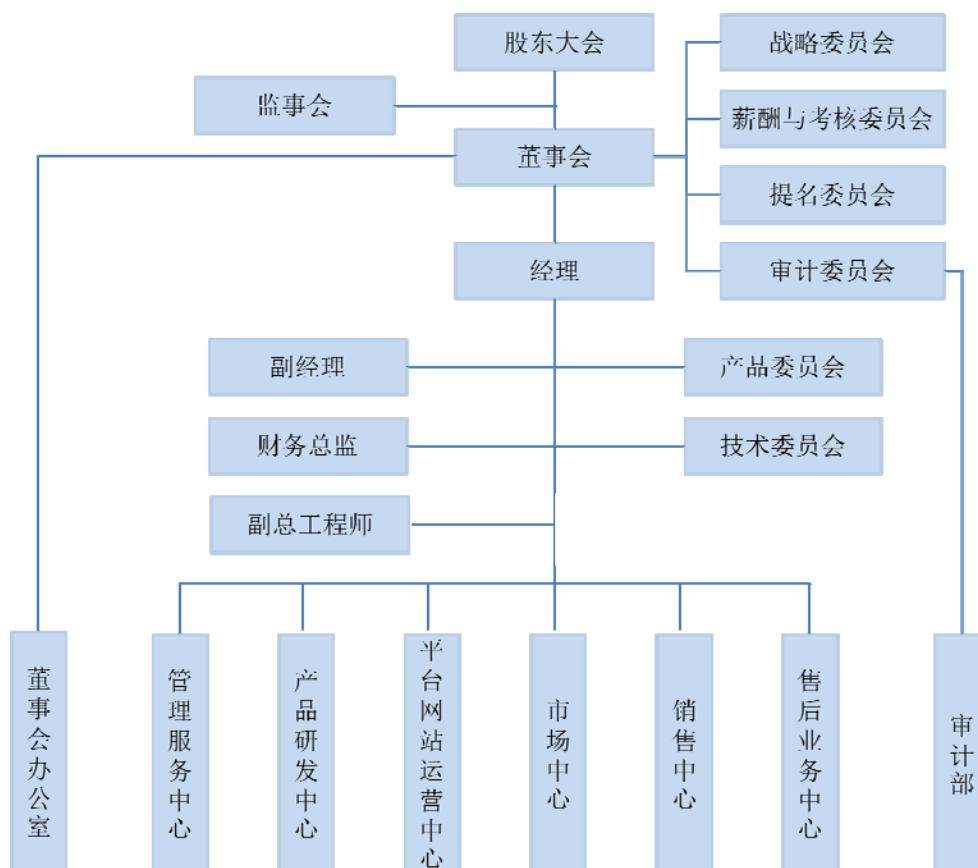 股东大会
战略委员会
监事会
薪酬与考核委员会
董事会
提名委员会
经理
审计委员会
副经理
产品委员会
财务总监
技术委员会
副总工程师
董事会办公室
管理服务中心
产品研发中心
平台网站运营中心
市场中心
销售中心
售后业务中心
审计部